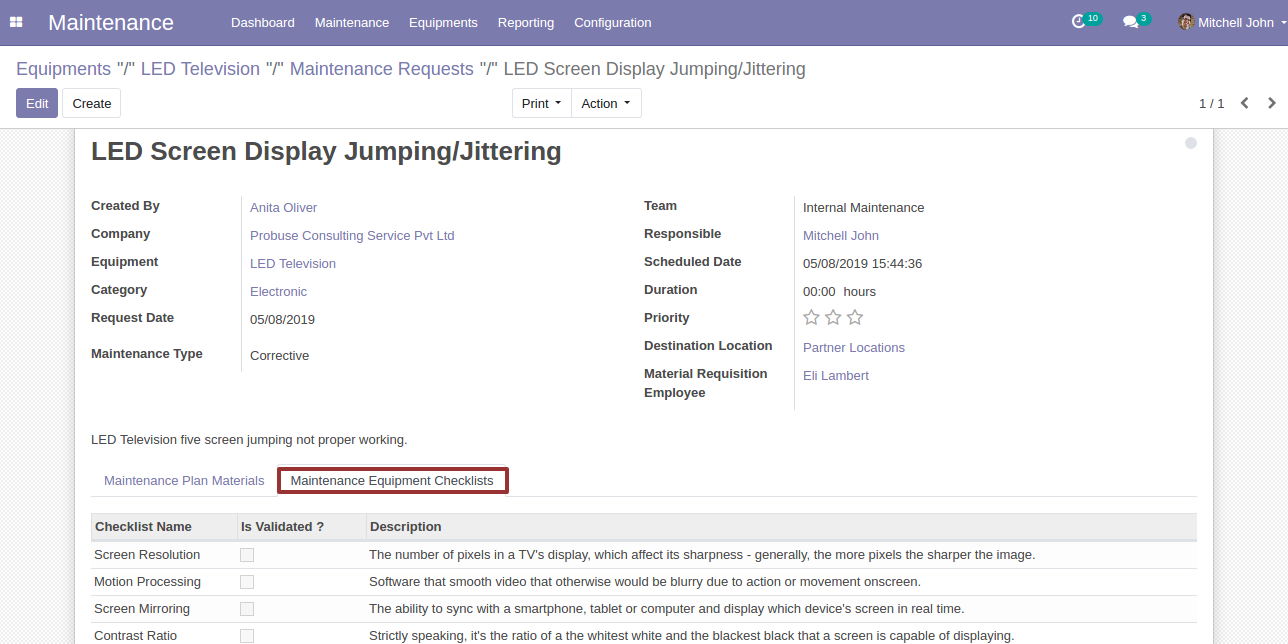 Maintenance Dashboard Maintenance Equipments Reporting Configuration 10 3 Mitchell John
Equipments "/" LED Television "/" Maintenance Requests "/" LED Screen Display Jumping/Jittering
Edit Create Print Action 1 / 1
LED Screen Display Jumping/Jittering
Created By Anita Oliver
Company Probuse Consulting Service Pvt Ltd
Equipment LED Television
Category Electronic
Request Date 05/08/2019
Maintenance Type Corrective
Team Internal Maintenance
Responsible Mitchell John
Scheduled Date 05/08/2019 15:44:36
Duration 00:00 hours
Priority
Destination Location Partner Locations
Material Requisition Eli Lambert
Employee
LED Television five screen jumping not proper working.
Maintenance Plan Materials Maintenance Equipment Checklists
Checklist Name Is Validated ? Description
Screen Resolution The number of pixels in a TV's display, which affect its sharpness - generally, the more pixels the sharper the image.
Motion Processing Software that smooth video that otherwise would be blurry due to action or movement onscreen.
Screen Mirroring The ability to sync with a smartphone, tablet or computer and display which device's screen in real time.
Contrast Ratio Strictly speaking, it's the ratio of a the whitest white and the blackest black that a screen is capable of displaying.